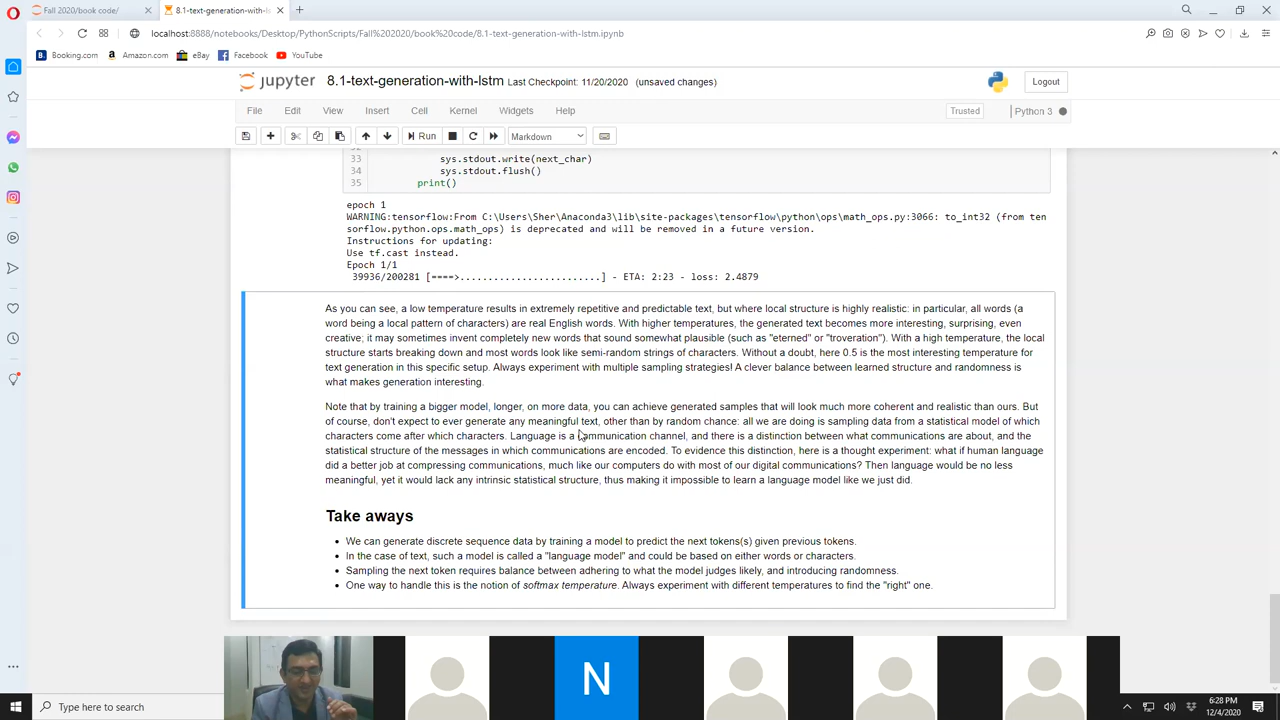 Fall 2020/book code/
8.1-text-generation-with-ls
localhost:8888/notebooks/Desktop/PythonScripts/Fall%202020/book%20code/8.1-text-generation-with-lstm.ipynb
Booking.com
Amazon.com
eBay
Facebook
YouTube
jupyter 8.1-text-generation-with-lstm Last Checkpoint: 11/20/2020 (unsaved changes)
Logout
File Edit View Insert Cell Kernel Widgets Help
Trusted
Python 3
Run
Markdown
33 sys.stdout.write(next_char)
34 sys.stdout.flush()
35 print()
epoch 1
WARNING:tensorflow:From C:\Users\Sher\Anaconda3\lib\site-packages\tensorflow\python\ops\math_ops.py:3066: to_int32 (from ten
sorflow.python.ops.math_ops) is deprecated and will be removed in a future version.
Instructions for updating:
Use tf.cast instead.
Epoch 1/1
39936/200281 [====>.........................] - ETA: 2:23 - loss: 2.4879
As you can see, a low temperature results in extremely repetitive and predictable text, but where local structure is highly realistic: in particular, all words (a
word being a local pattern of characters) are real English words. With higher temperatures, the generated text becomes more interesting, surprising, even
creative; it may sometimes invent completely new words that sound somewhat plausible (such as "eterned" or "troveration"). With a high temperature, the local
structure starts breaking down and most words look like semi-random strings of characters. Without a doubt, here 0.5 is the most interesting temperature for
text generation in this specific setup. Always experiment with multiple sampling strategies! A clever balance between learned structure and randomness is
what makes generation interesting.
Note that by training a bigger model, longer, on more data, you can achieve generated samples that will look much more coherent and realistic than ours. But
of course, don't expect to ever generate any meaningful text, other than by random chance: all we are doing is sampling data from a statistical model of which
characters come after which characters. Language is a communication channel, and there is a distinction between what communications are about, and the
statistical structure of the messages in which communications are encoded. To evidence this distinction, here is a thought experiment: what if human language
did a better job at compressing communications, much like our computers do with most of our digital communications? Then language would be no less
meaningful, yet it would lack any intrinsic statistical structure, thus making it impossible to learn a language model like we just did.
Take aways
• We can generate discrete sequence data by training a model to predict the next tokens(s) given previous tokens.
• In the case of text, such a model is called a "language model" and could be based on either words or characters.
• Sampling the next token requires balance between adhering to what the model judges likely, and introducing randomness.
• One way to handle this is the notion of softmax temperature. Always experiment with different temperatures to find the "right" one.
N
Type here to search
6:28 PM
12/4/2020